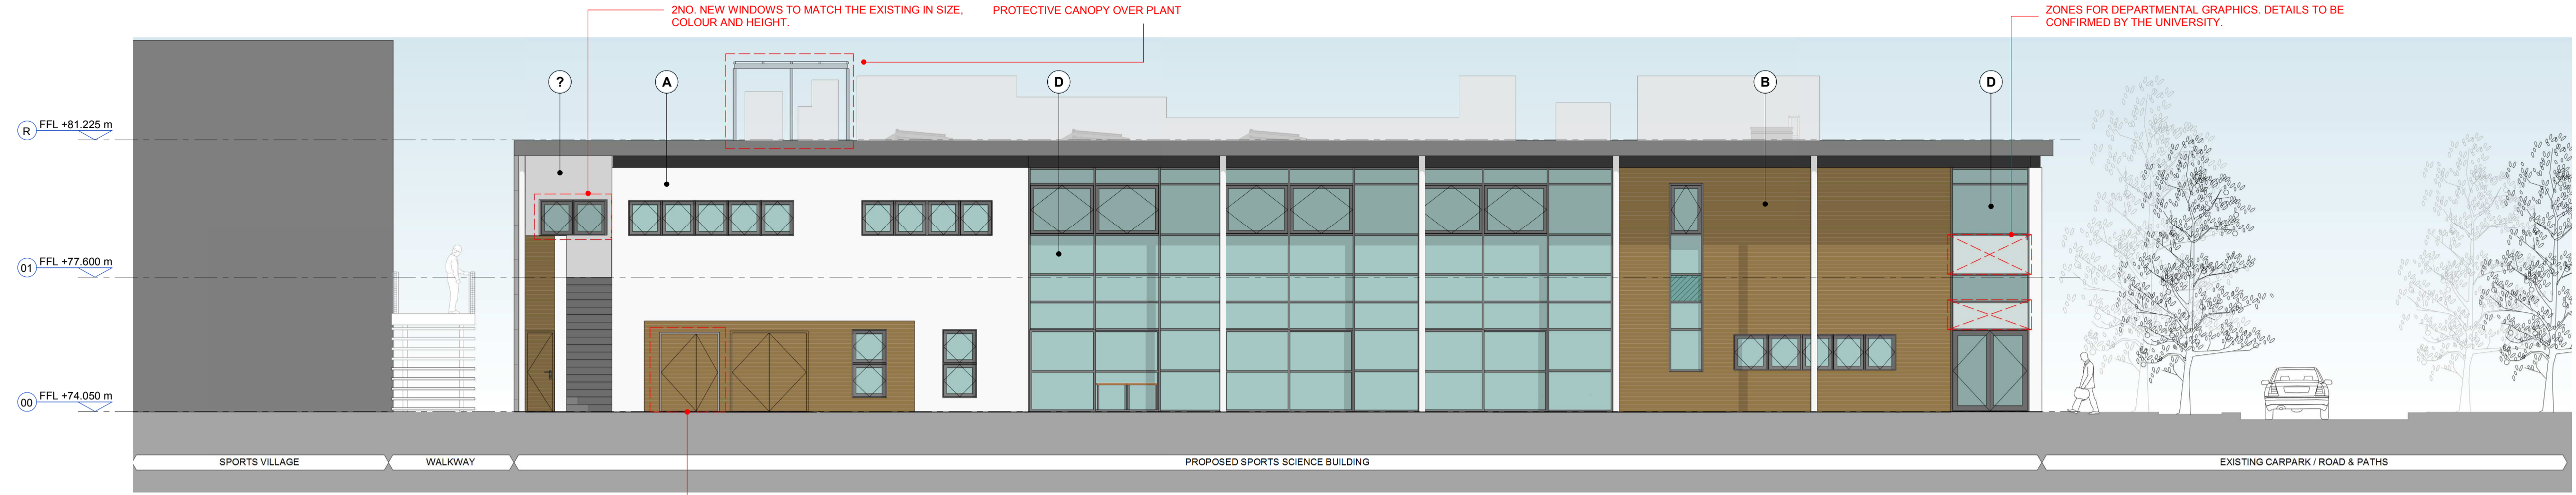 2NO. NEW WINDOWS TO MATCH THE EXISTING IN SIZE,
COLOUR AND HEIGHT.
PROTECTIVE CANOPY OVER PLANT
ZONES FOR DEPARTMENTAL GRAPHICS. DETAILS TO BE
CONFIRMED BY THE UNIVERSITY.
? A D B D
R FFL +81.225 m
01 FFL +77.600 m
00 FFL +74.050 m
SPORTS VILLAGE WALKWAY PROPOSED SPORTS SCIENCE BUILDING EXISTING CARPARK / ROAD & PATHS